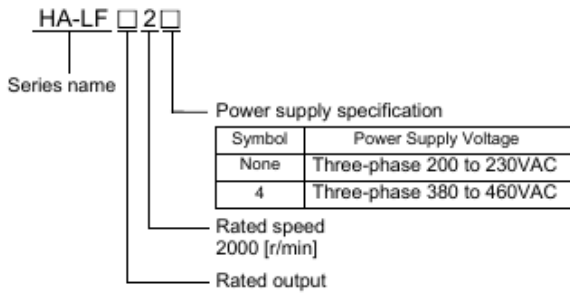 HA-LF □ 2 □
Series name
Power supply specification
Symbol Power Supply Voltage
None Three-phase 200 to 230VAC
4 Three-phase 380 to 460VAC
Rated speed
2000 [r/min]
Rated output